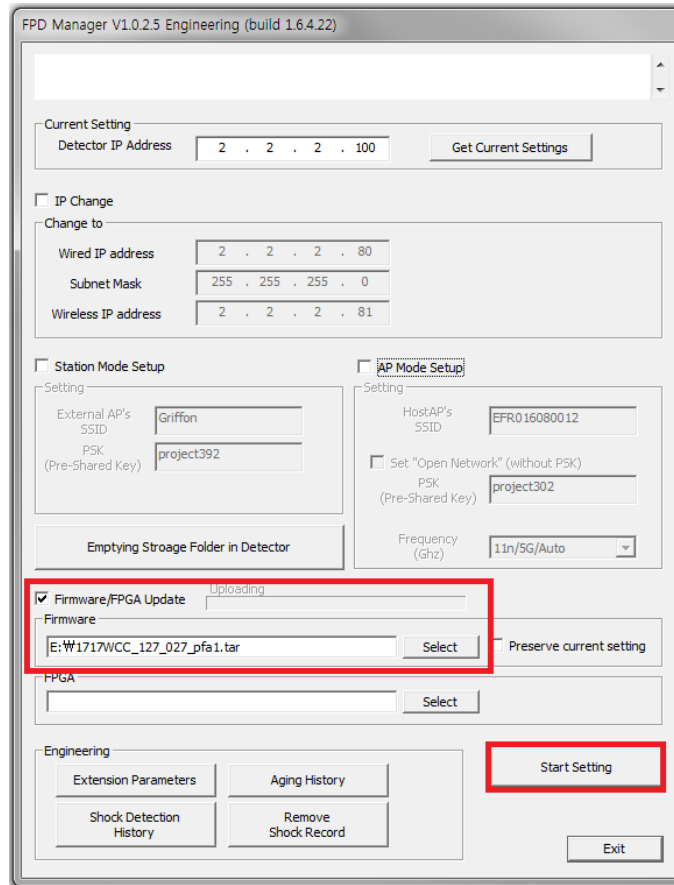 FPD Manager V1.0.2.5 Engineering (build 1.6.4.22)
Current Setting
Detector IP Address 2 . 2 . 2 . 100 Get Current Settings
IP Change
Change to
Wired IP address 2 . 2 . 2 . 80
Subnet Mask 255 . 255 . 255 . 0
Wireless IP address 2 . 2 . 2 . 81
Station Mode Setup
Setting
External AP's
SSID
Griffon
PSK
(Pre-Shared Key)
project392
Emptying Stroage Folder in Detector
AP Mode Setup
Setting
HostAP's
SSID
EFR016080012
Set "Open Network" (without PSK)
PSK
(Pre-Shared Key)
project302
Frequency
(Ghz)
11n/5G/Auto
Firmware/FPGA Update
Uploading
Firmware
E:₩1717WCC_127_027_pfa1.tar Select Preserve current setting
FPGA
Select
Engineering
Extension Parameters Aging History
Shock Detection
History
Remove
Shock Record
Start Setting
Exit